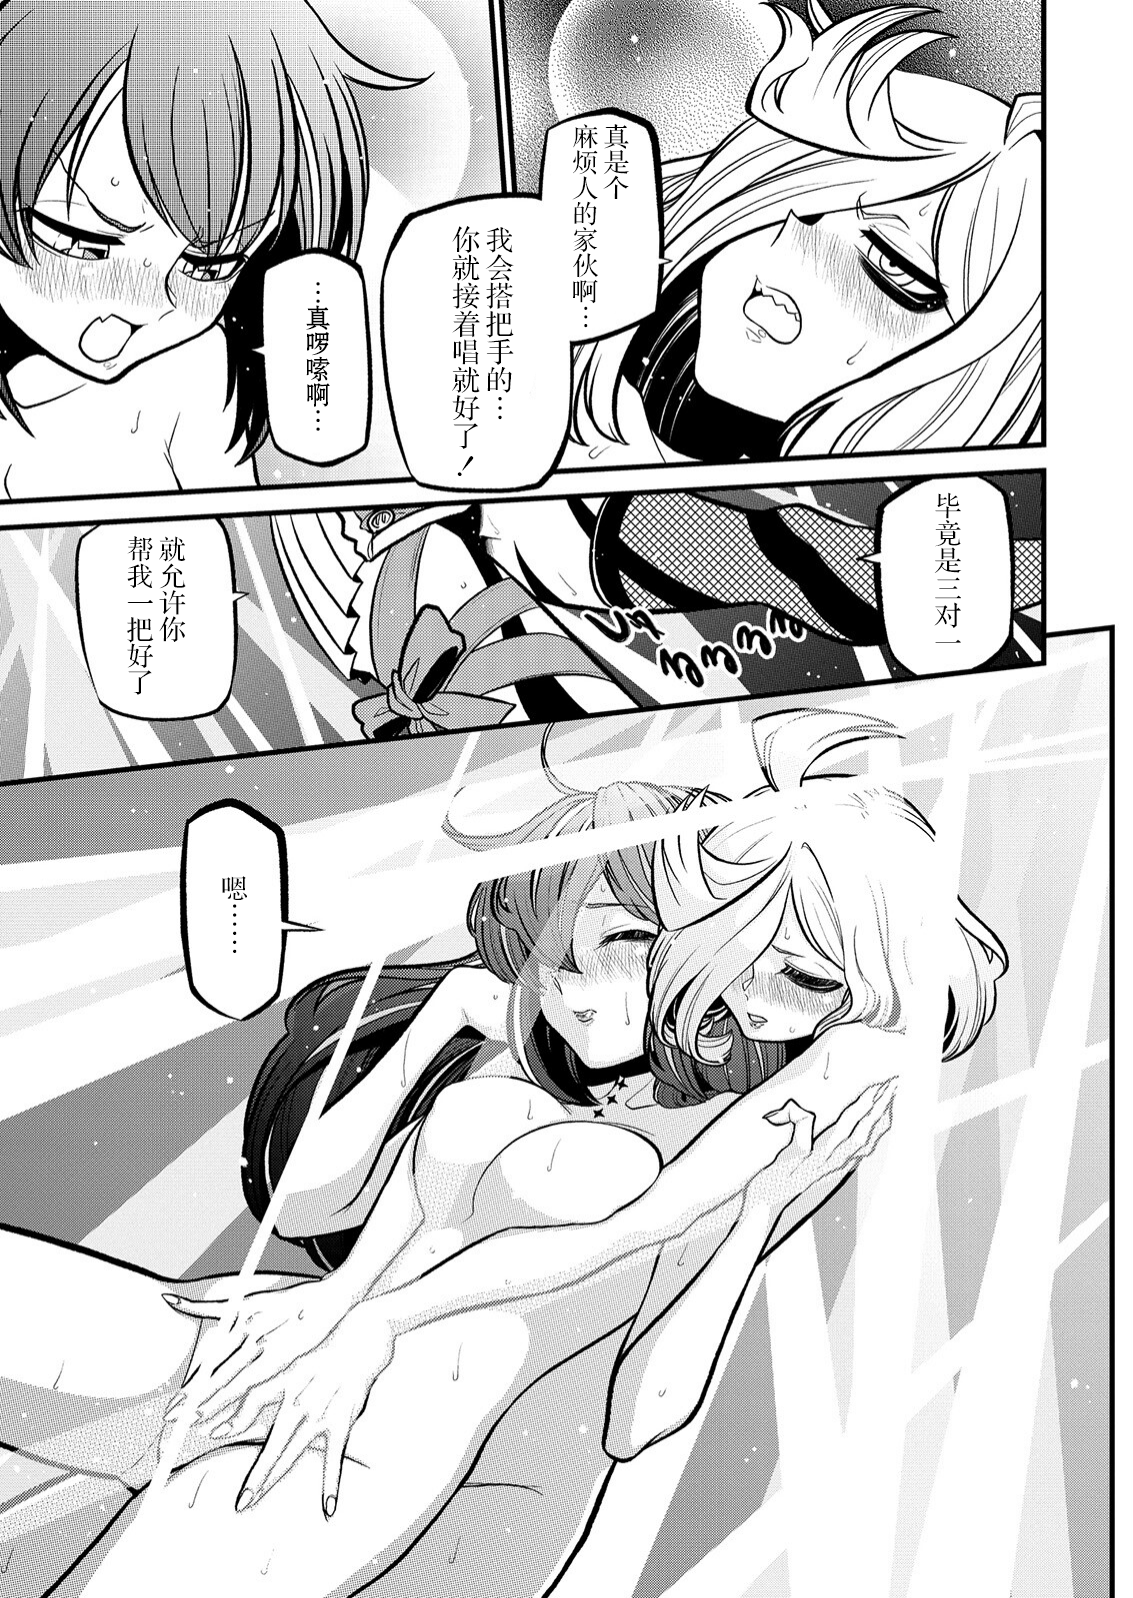 真是个
麻烦人的家伙啊…
我会搭把手的…
你就接着唱就好了！
…真啰嗦啊…
毕竟是三对一
就允许你
帮我一把好了
嗯……